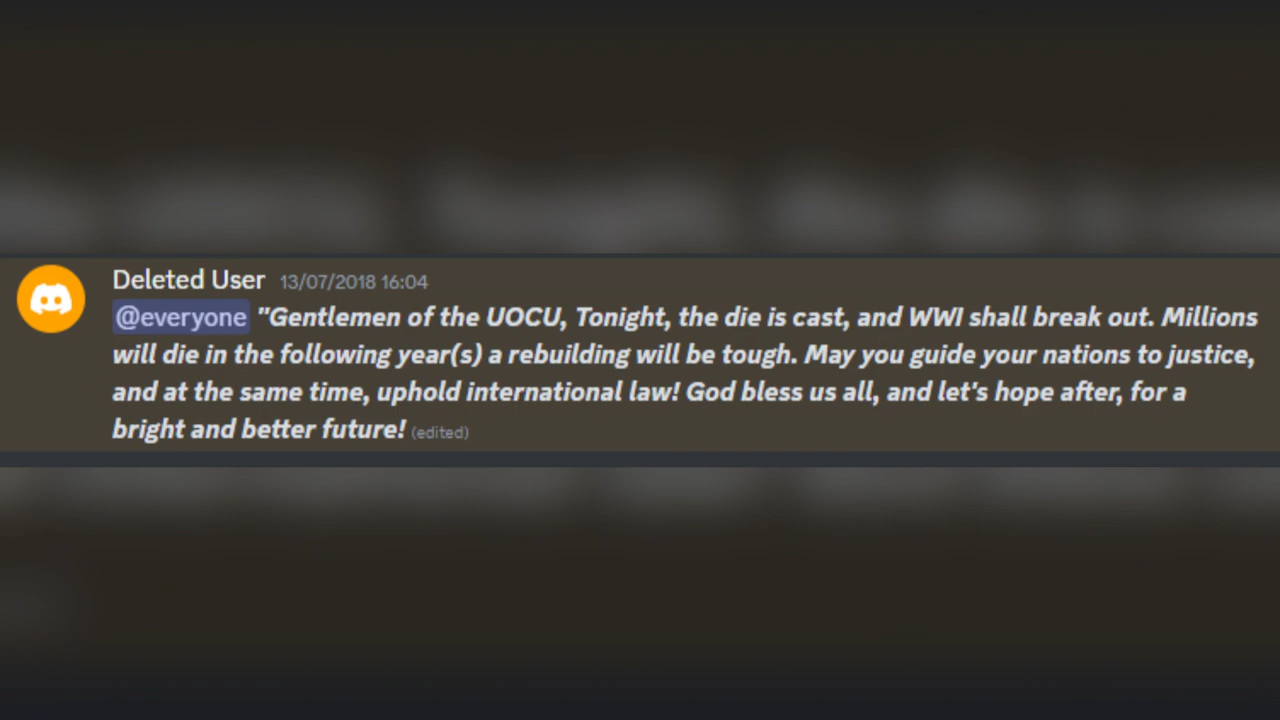 Deleted User 13/07/2018 16:04
@everyone "Gentlemen of the UOCU, Tonight, the die is cast, and WWI shall break out. Millions
will die in the following year(s) a rebuilding will be tough. May you guide your nations to justice,
and at the same time, uphold international law! God bless us all, and let's hope after, for a
bright and better future! (edited)